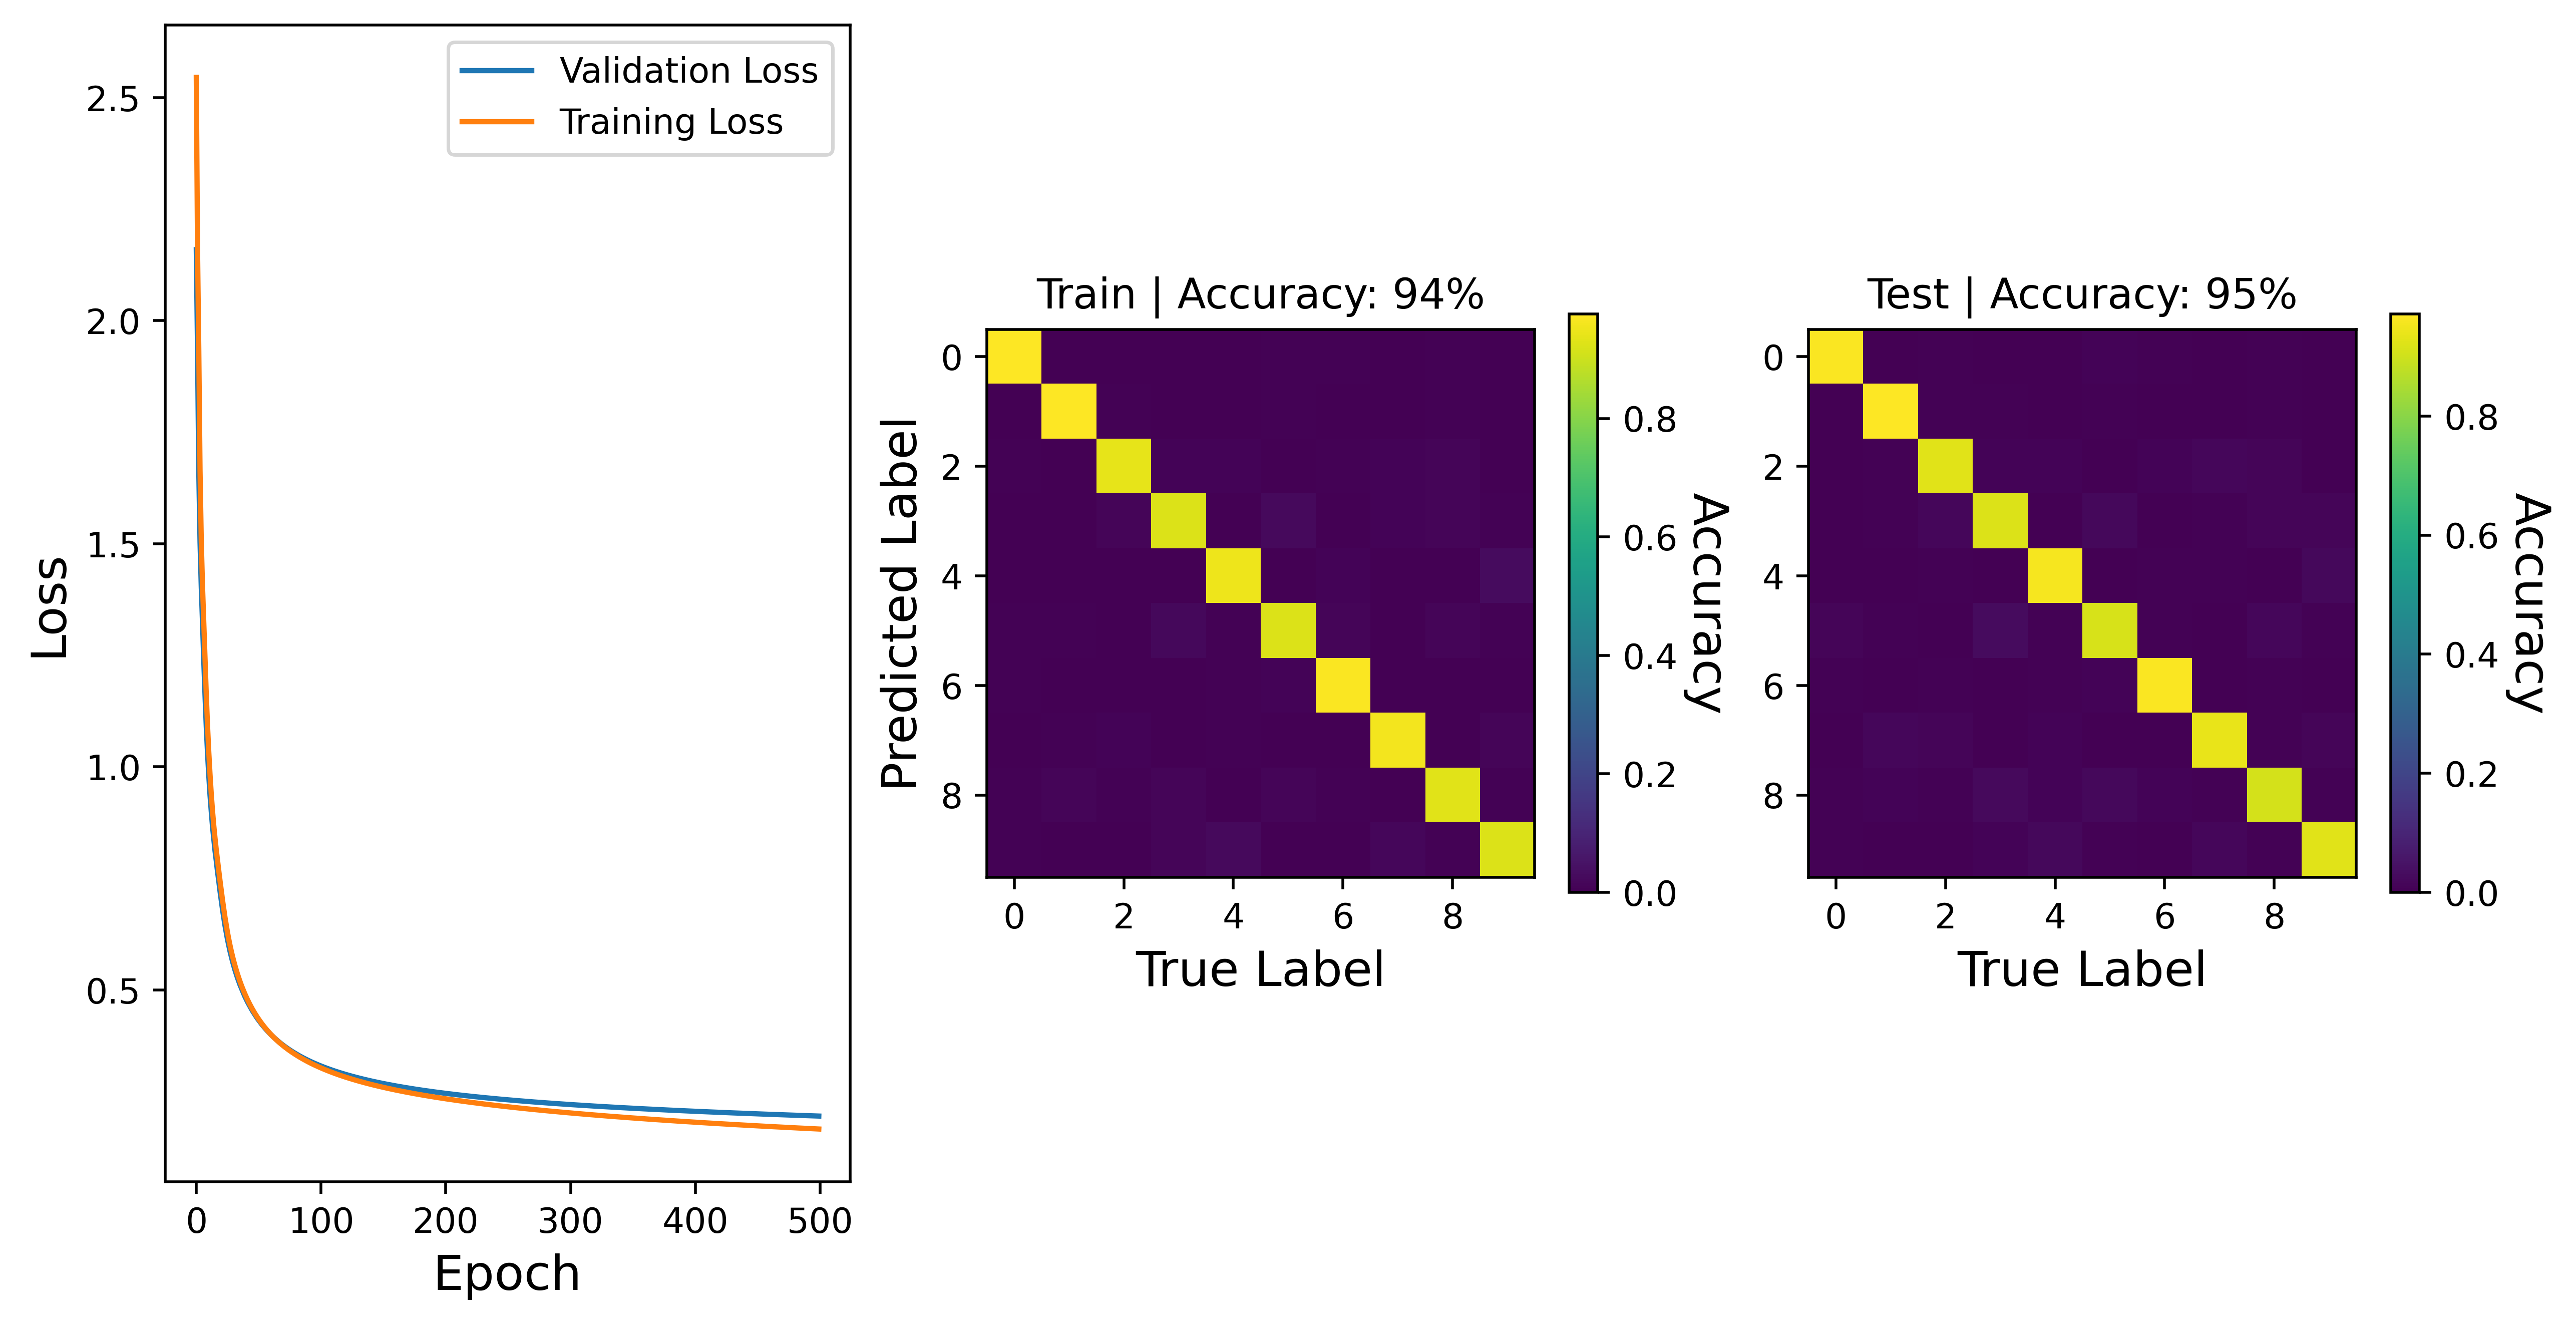 Validation Loss
Training Loss
2.5
2.0
1.5
1.0
0.5
Loss
0 100 200 300 400 500
Epoch
Train | Accuracy: 94%
Predicted Label
0
2
4
6
8
0 2 4 6 8
True Label
0.8
0.6
0.4
0.2
0.0
Accuracy
Test | Accuracy: 95%
0
2
4
6
8
0 2 4 6 8
True Label
0.8
0.6
0.4
0.2
0.0
Accuracy